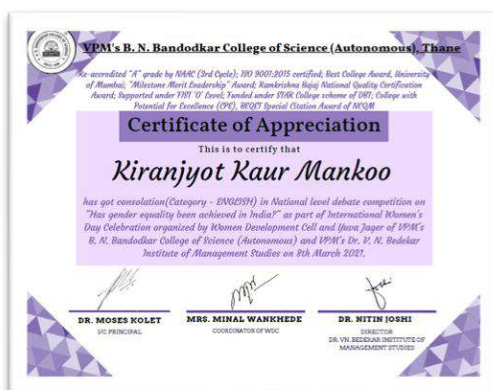 VPM's B. N. Bandodkar College of Science (Autonomous), Thane
Re-accredited "A" grade by NAAC (3rd Cycle); ISO 9001:2015 certified; Best College Award, University
of Mumbai; "Milestone Merit Leadership" Award; Ramkrishna Bajaj National Quality Certification
Award; Supported under FIST 'O' Level; Funded under STAR College scheme of DBT; College with
Potential for Excellence (CPE), Special Citation Award of
Certificate of Appreciation
This is to certify that
Kiranjyot Kaur Mankoo
has got consolation(Category - ENGLISH) in National level debate competition on
"Has gender equality been achieved in India?" as part of International Women's
Day Celebration organized by Women Development Cell and Yuva Jager of VPM's
B. N. Bandodkar College of Science (Autonomous) and VPM's Dr. V. N. Bedekar
Institute of Management Studies on 8th March 2021.
DR. MOSES KOLET
I/C PRINCIPAL
MRS. MINAL WANKHEDE
COORDINATOR OF WDC
DR. NITIN JOSHI
DIRECTOR
DR. VN. BEDEKAR INSTITUTE OF
MANAGEMENT STUDIES